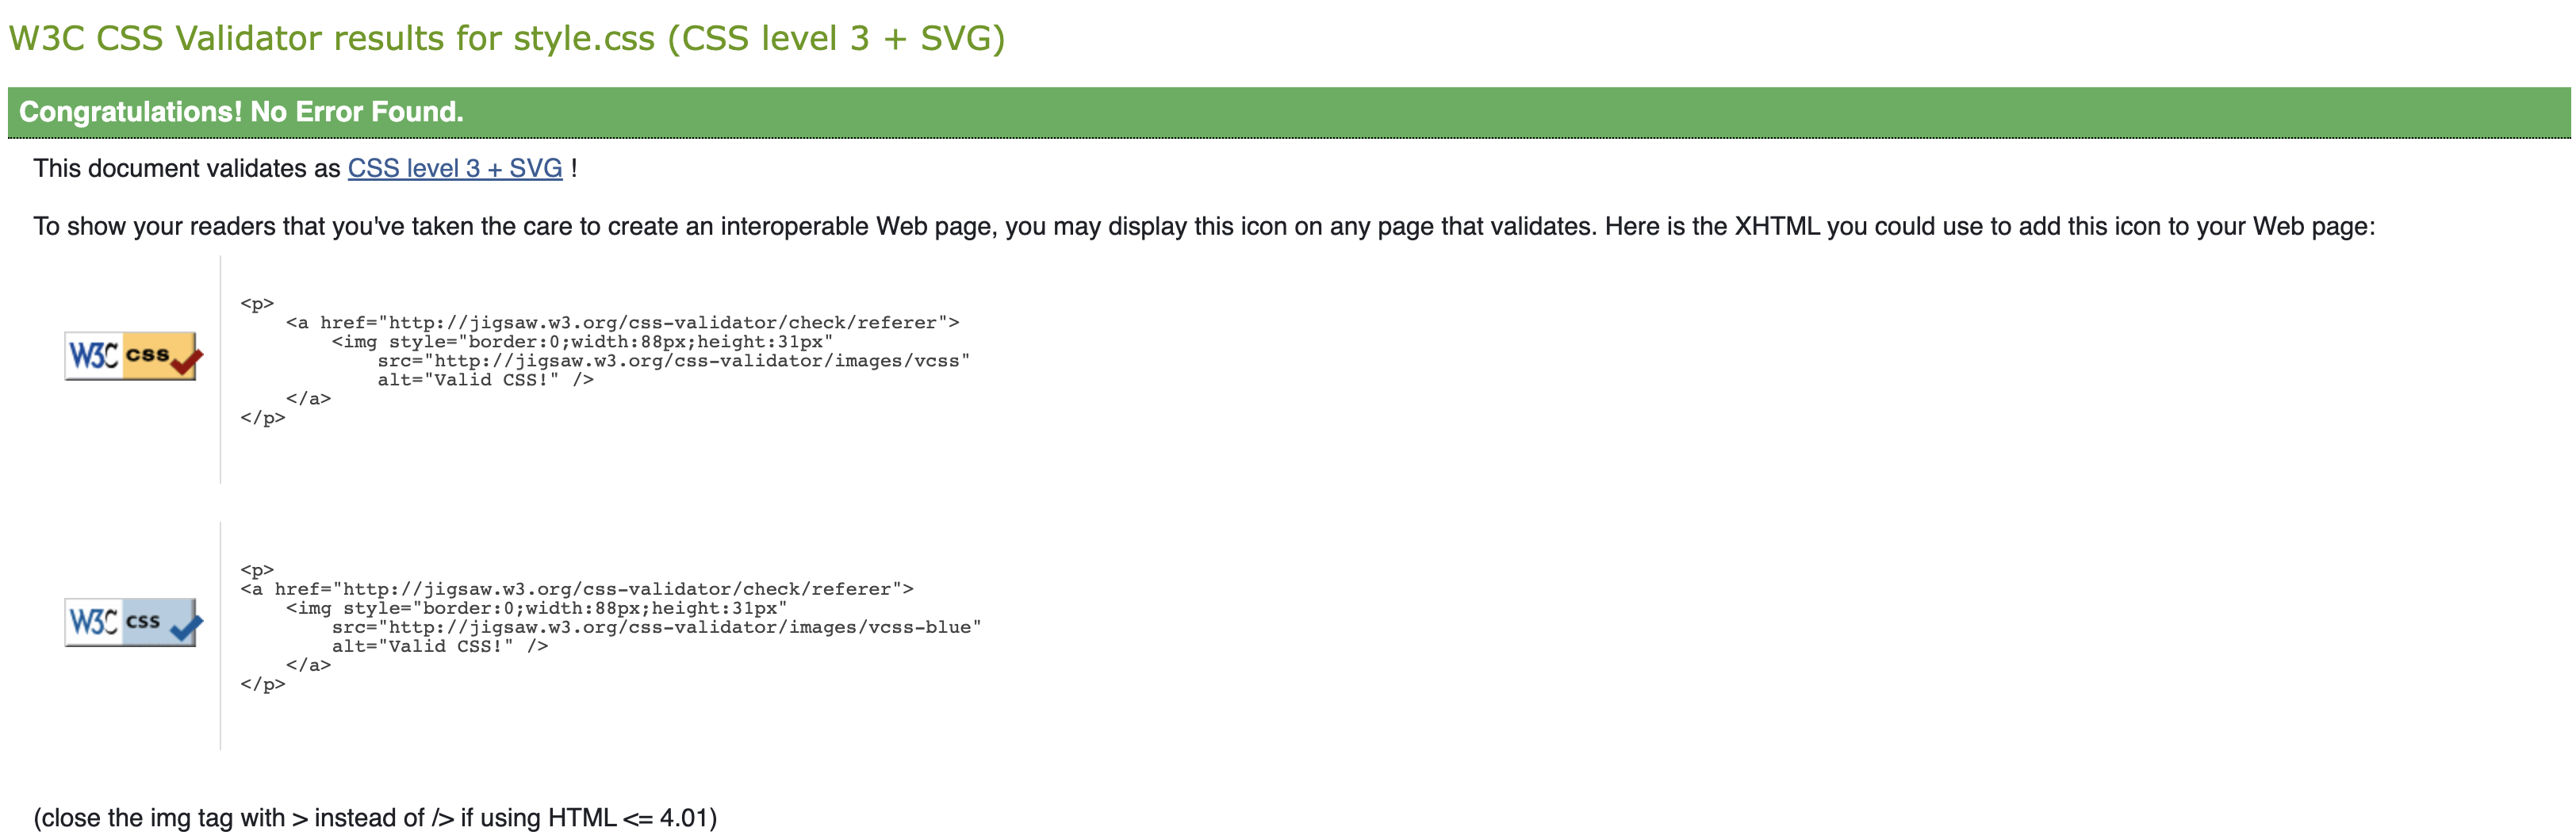 W3C CSS Validator results for style.css (CSS level 3 + SVG)
Congratulations! No Error Found.
This document validates as CSS level 3 + SVG !
To show your readers that you've taken the care to create an interoperable Web page, you may display this icon on any page that validates. Here is the XHTML you could use to add this icon to your Web page:
W3C css
<p>
    <a href="http://jigsaw.w3.org/css-validator/check/referer">
        <img style="border:0;width:88px;height:31px"
            src="http://jigsaw.w3.org/css-validator/images/vcss"
            alt="Valid CSS!" />
    </a>
</p>
W3C css
<p>
<a href="http://jigsaw.w3.org/css-validator/check/referer">
    <img style="border:0;width:88px;height:31px"
        src="http://jigsaw.w3.org/css-validator/images/vcss-blue"
        alt="Valid CSS!" />
    </a>
</p>
(close the img tag with > instead of /> if using HTML <= 4.01)